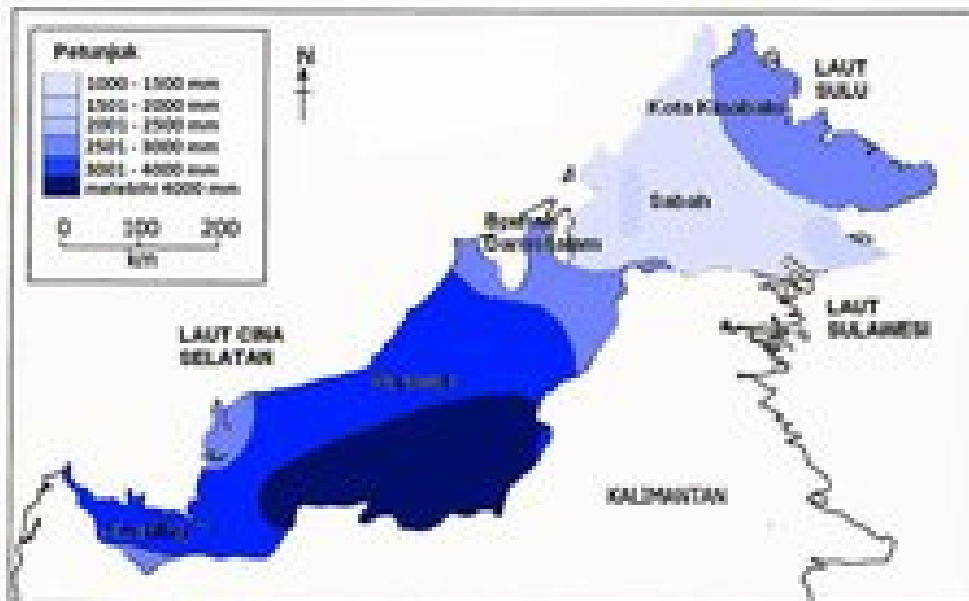 Petunjuk
1000 - 1500 mm
1501 - 2000 mm
2001 - 2500 mm
2501 - 3000 mm
3001 - 4000 mm
melebihi 4000 mm
0 100 200
km
N
LAUT
SULU
Kota Kinabalu
Sabah
Brunei
Darussalam
LAUT
SULAWESI
LAUT CINA
SELATAN
KALIMANTAN